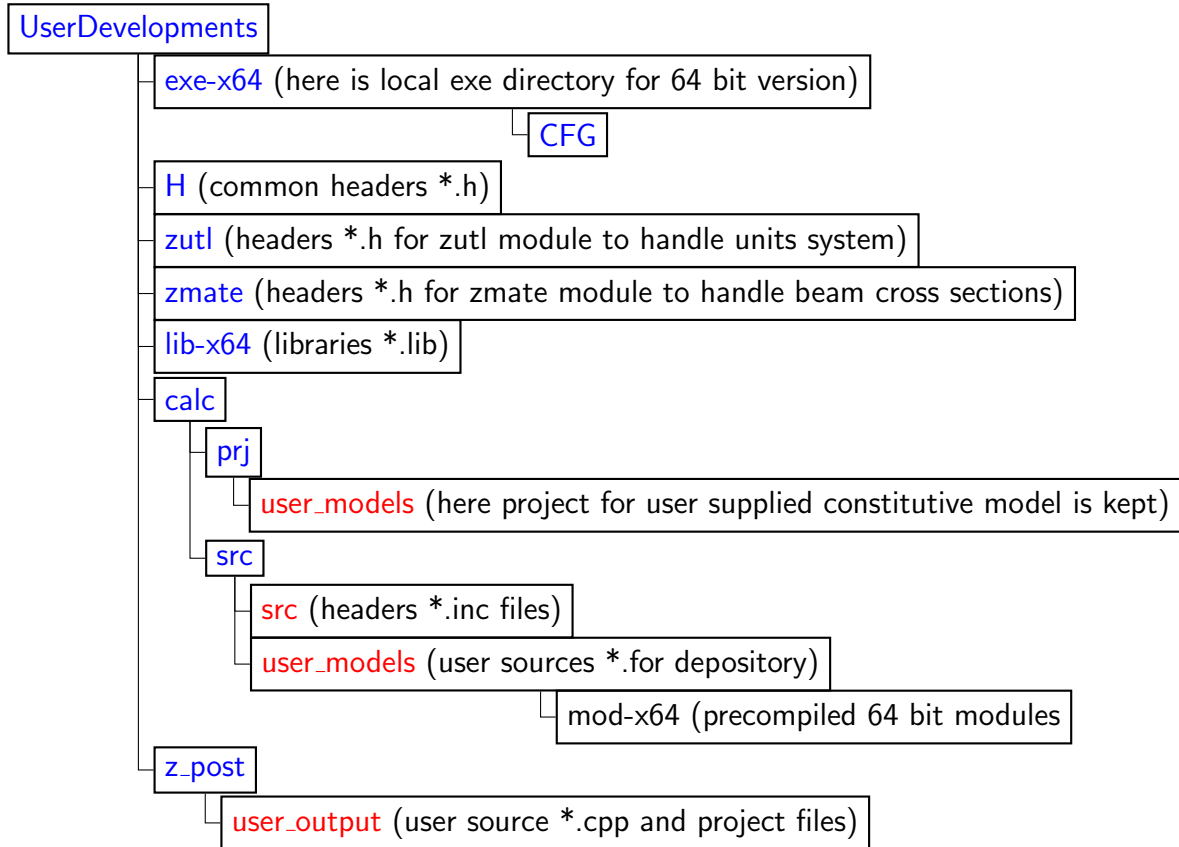 UserDevelopments
exe-x64 (here is local exe directory for 64 bit version)
CFG
H (common headers *.h)
zutl (headers *.h for zutl module to handle units system)
zmate (headers *.h for zmate module to handle beam cross sections)
lib-x64 (libraries *.lib)
calc
prj
user_models (here project for user supplied constitutive model is kept)
src
src (headers *.inc files)
user_models (user sources *.for depository)
mod-x64 (precompiled 64 bit modules
z_post
user_output (user source *.cpp and project files)